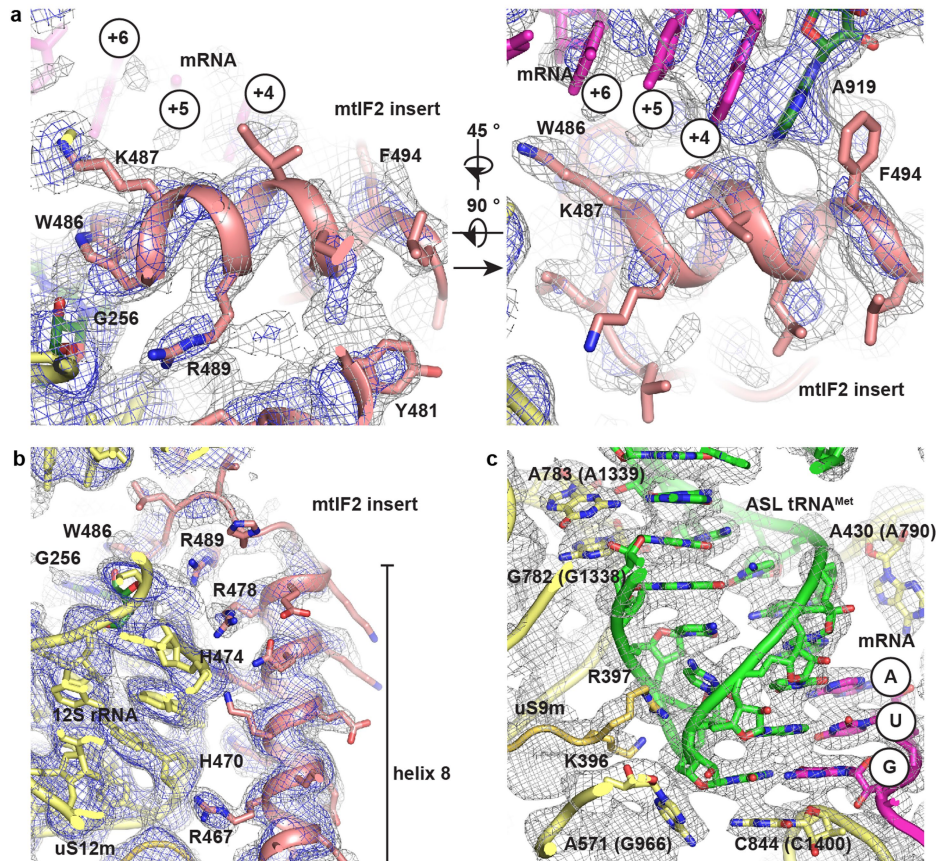 a
+6
mRNA
+5
+4
mtIF2 insert
K487
F494
W486
G256
R489
Y481
45 °
90 °
mRNA
+6
+5
+4
A919
W486
K487
F494
mtIF2 insert
b
mtIF2 insert
W486
R489
G256
R478
H474
12S rRNA
H470
helix 8
R467
uS12m
c
A783 (A1339)
ASL tRNAMet
A430 (A790)
G782 (G1338)
mRNA
R397
A
uS9m
U
K396
G
A571 (G966)
C844 (C1400)